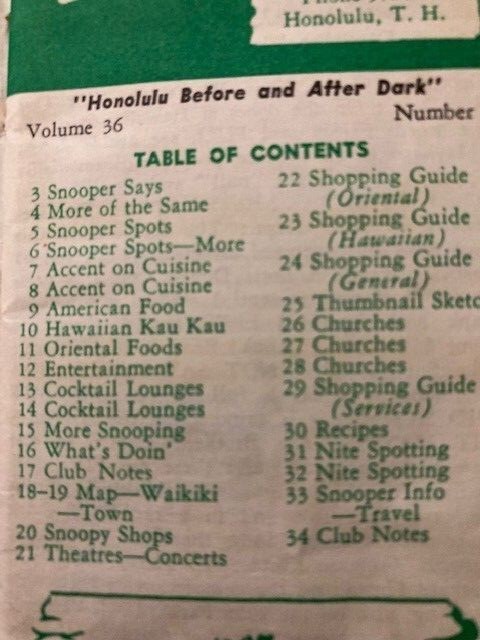 Honolulu, T. H.
"Honolulu Before and After Dark"
Volume 36 Number
TABLE OF CONTENTS
3 Snooper Says
4 More of the Same
5 Snooper Spots
6 Snooper Spots—More
7 Accent on Cuisine
8 Accent on Cuisine
9 American Food
10 Hawaiian Kau Kau
11 Oriental Foods
12 Entertainment
13 Cocktail Lounges
14 Cocktail Lounges
15 More Snooping
16 What's Doin'
17 Club Notes
18-19 Map—Waikiki
—Town
20 Snoopy Shops
21 Theatres—Concerts
22 Shopping Guide
(Oriental)
23 Shopping Guide
(Hawaiian)
24 Shopping Guide
(General)
25 Thumbnail Sketc
26 Churches
27 Churches
28 Churches
29 Shopping Guide
(Services)
30 Recipes
31 Nite Spotting
32 Nite Spotting
33 Snooper Info
—Travel
34 Club Notes